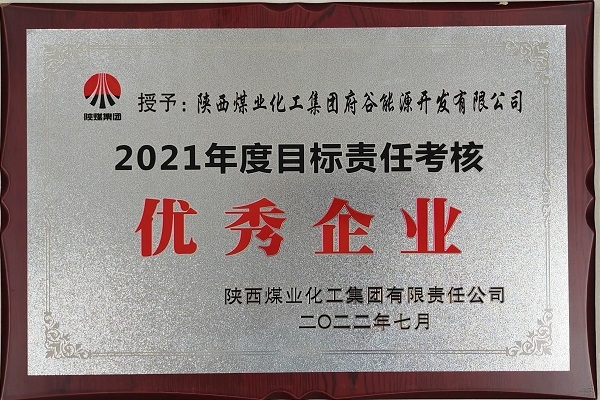 陕煤集团
授予：陕西煤业化工集团府谷能源开发有限公司
2021年度目标责任考核
优秀企业
陕西煤业化工集团有限责任公司
二〇二二年七月